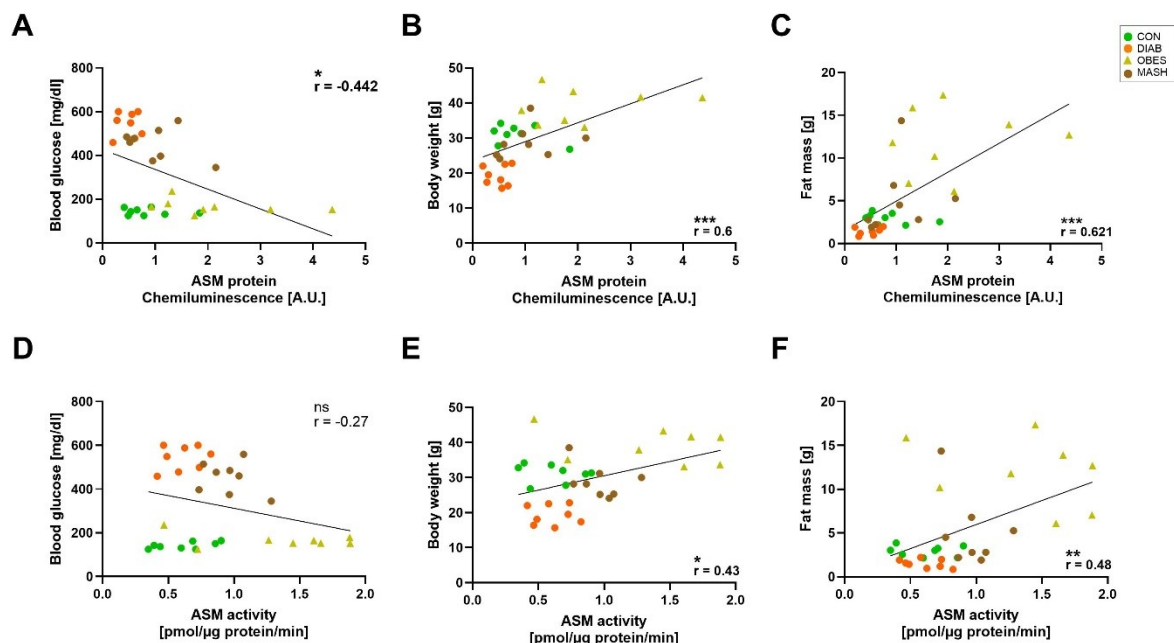 A
Blood glucose [mg/dl]
800
600
400
200
0
*
r = -0.442
0
1
2
3
4
5
ASM protein
Chemiluminescence [A.U.]
B
Body weight [g]
50
40
30
20
10
0
***
r = 0.6
0
1
2
3
4
5
ASM protein
Chemiluminescence [A.U.]
C
Fat mass [g]
20
15
10
5
0
***
r = 0.621
0
1
2
3
4
5
ASM protein
Chemiluminescence [A.U.]
CON
DIAB
OBES
MASH
D
Blood glucose [mg/dl]
800
600
400
200
0
ns
r = -0.27
0.0
0.5
1.0
1.5
2.0
ASM activity
[pmol/µg protein/min]
E
Body weight [g]
50
40
30
20
10
0
*
r = 0.43
0.0
0.5
1.0
1.5
2.0
ASM activity
[pmol/µg protein/min]
F
Fat mass [g]
20
15
10
5
0
**
r = 0.48
0.0
0.5
1.0
1.5
2.0
ASM activity
[pmol/µg protein/min]